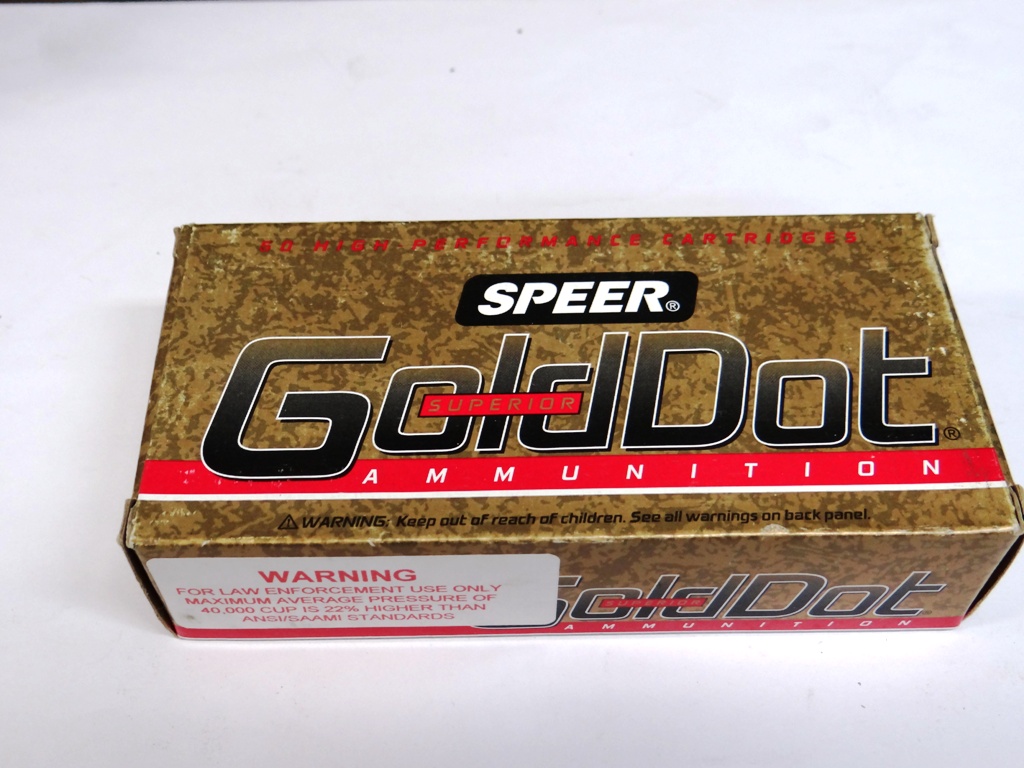 50 HIGH-PERFORMANCE CARTRIDGES
SPEER®
GoldDot®
SUPERIOR
AMMUNITION
⚠ WARNING: Keep out of reach of children. See all warnings on back panel.
WARNING
FOR LAW ENFORCEMENT USE ONLY
MAXIMUM AVERAGE PRESSURE OF
40,000 CUP IS 22% HIGHER THAN
ANSI/SAAMI STANDARDS
GoldDot
SUPERIOR
AMMUNITION